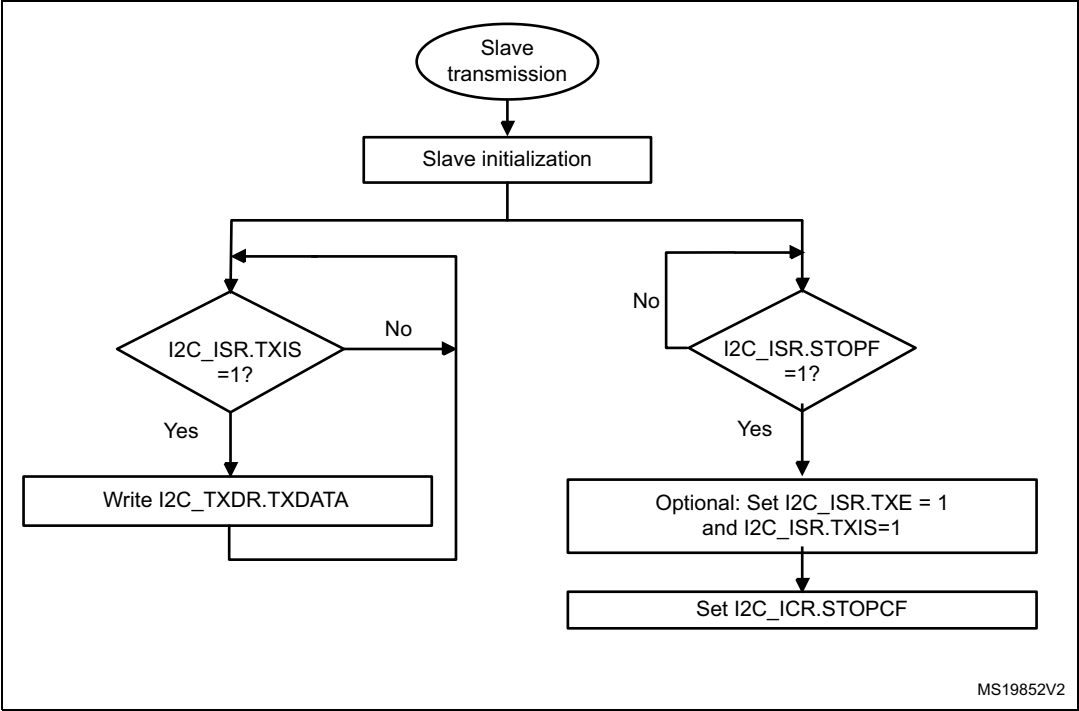 Slave
transmission
Slave initialization
I2C_ISR.TXIS
=1?
No
Yes
Write I2C_TXDR.TXDATA
No
I2C_ISR.STOPF
=1?
Yes
Optional: Set I2C_ISR.TXE = 1
and I2C_ISR.TXIS=1
Set I2C_ICR.STOPCF
MS19852V2